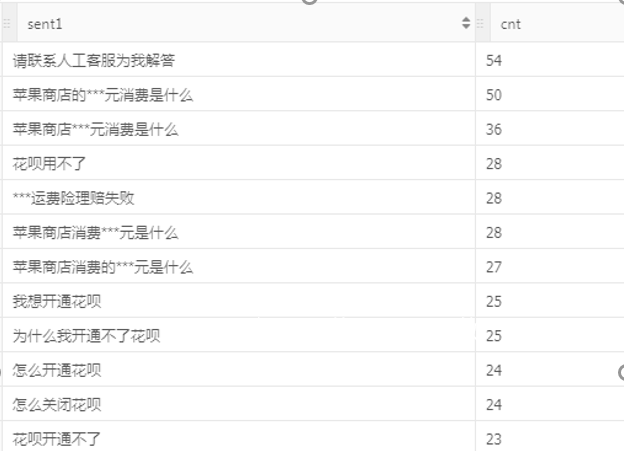 sent1 cnt
请联系人工客服为我解答 54
苹果商店的***元消费是什么 50
苹果商店***元消费是什么 36
花呗用不了 28
***运费险理赔失败 28
苹果商店消费***元是什么 28
苹果商店消费的***元是什么 27
我想开通花呗 25
为什么我开通不了花呗 25
怎么开通花呗 24
怎么关闭花呗 24
花呗开通不了 23